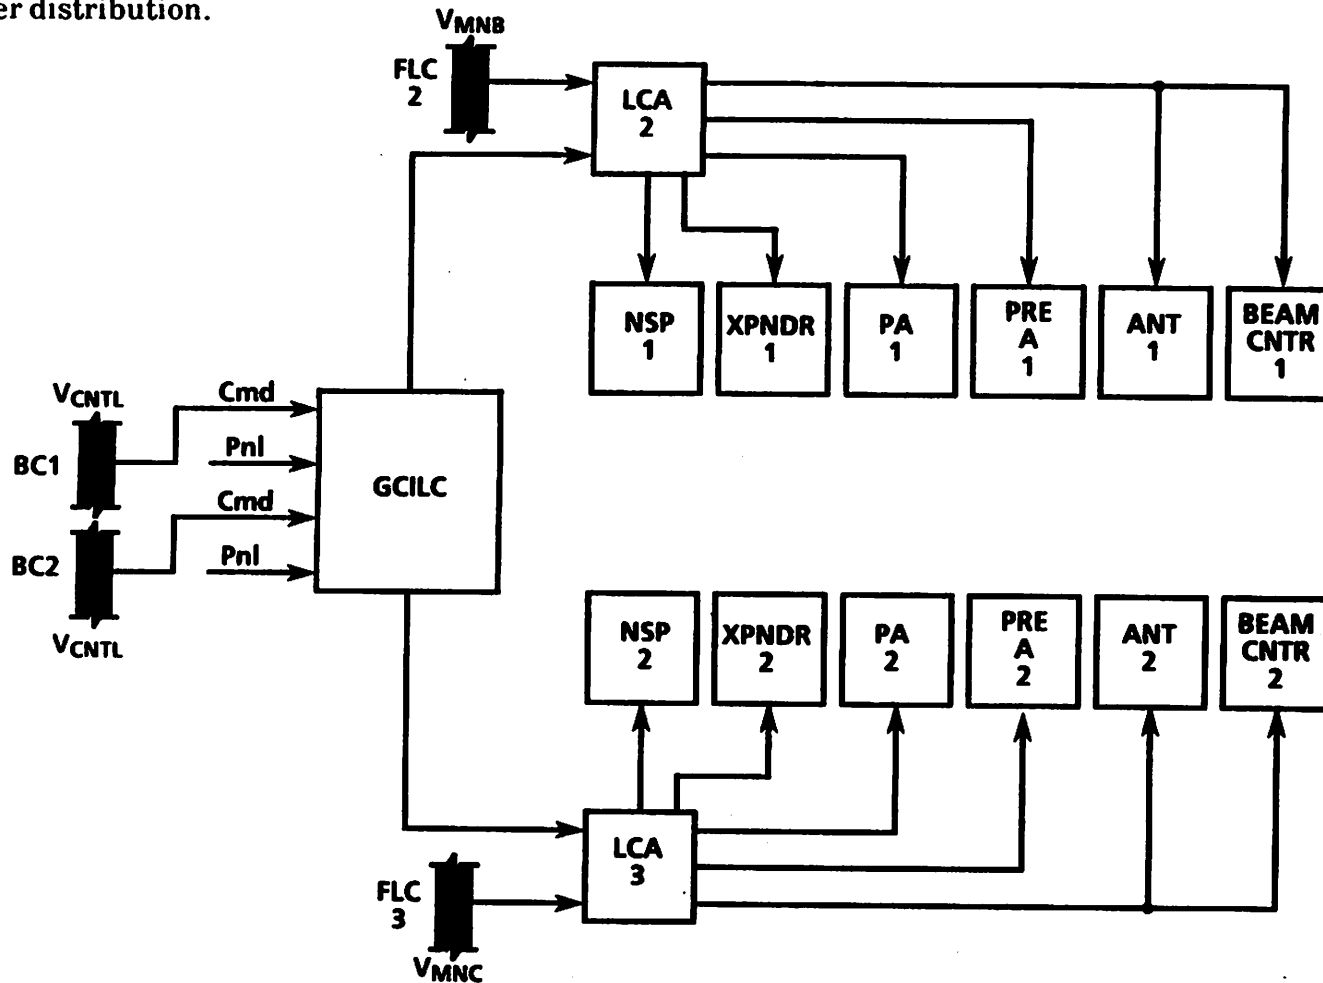 er distribution.
VMNB
FLC
2
LCA
2
NSP
1
XPNDR
1
PA
1
PRE
A
1
ANT
1
BEAM
CNTR
1
VCNTL
Cmd
BC1
Pnl
Cmd
BC2
Pnl
VCNTL
GCILC
NSP
2
XPNDR
2
PA
2
PRE
A
2
ANT
2
BEAM
CNTR
2
LCA
3
FLC
3
VMNC